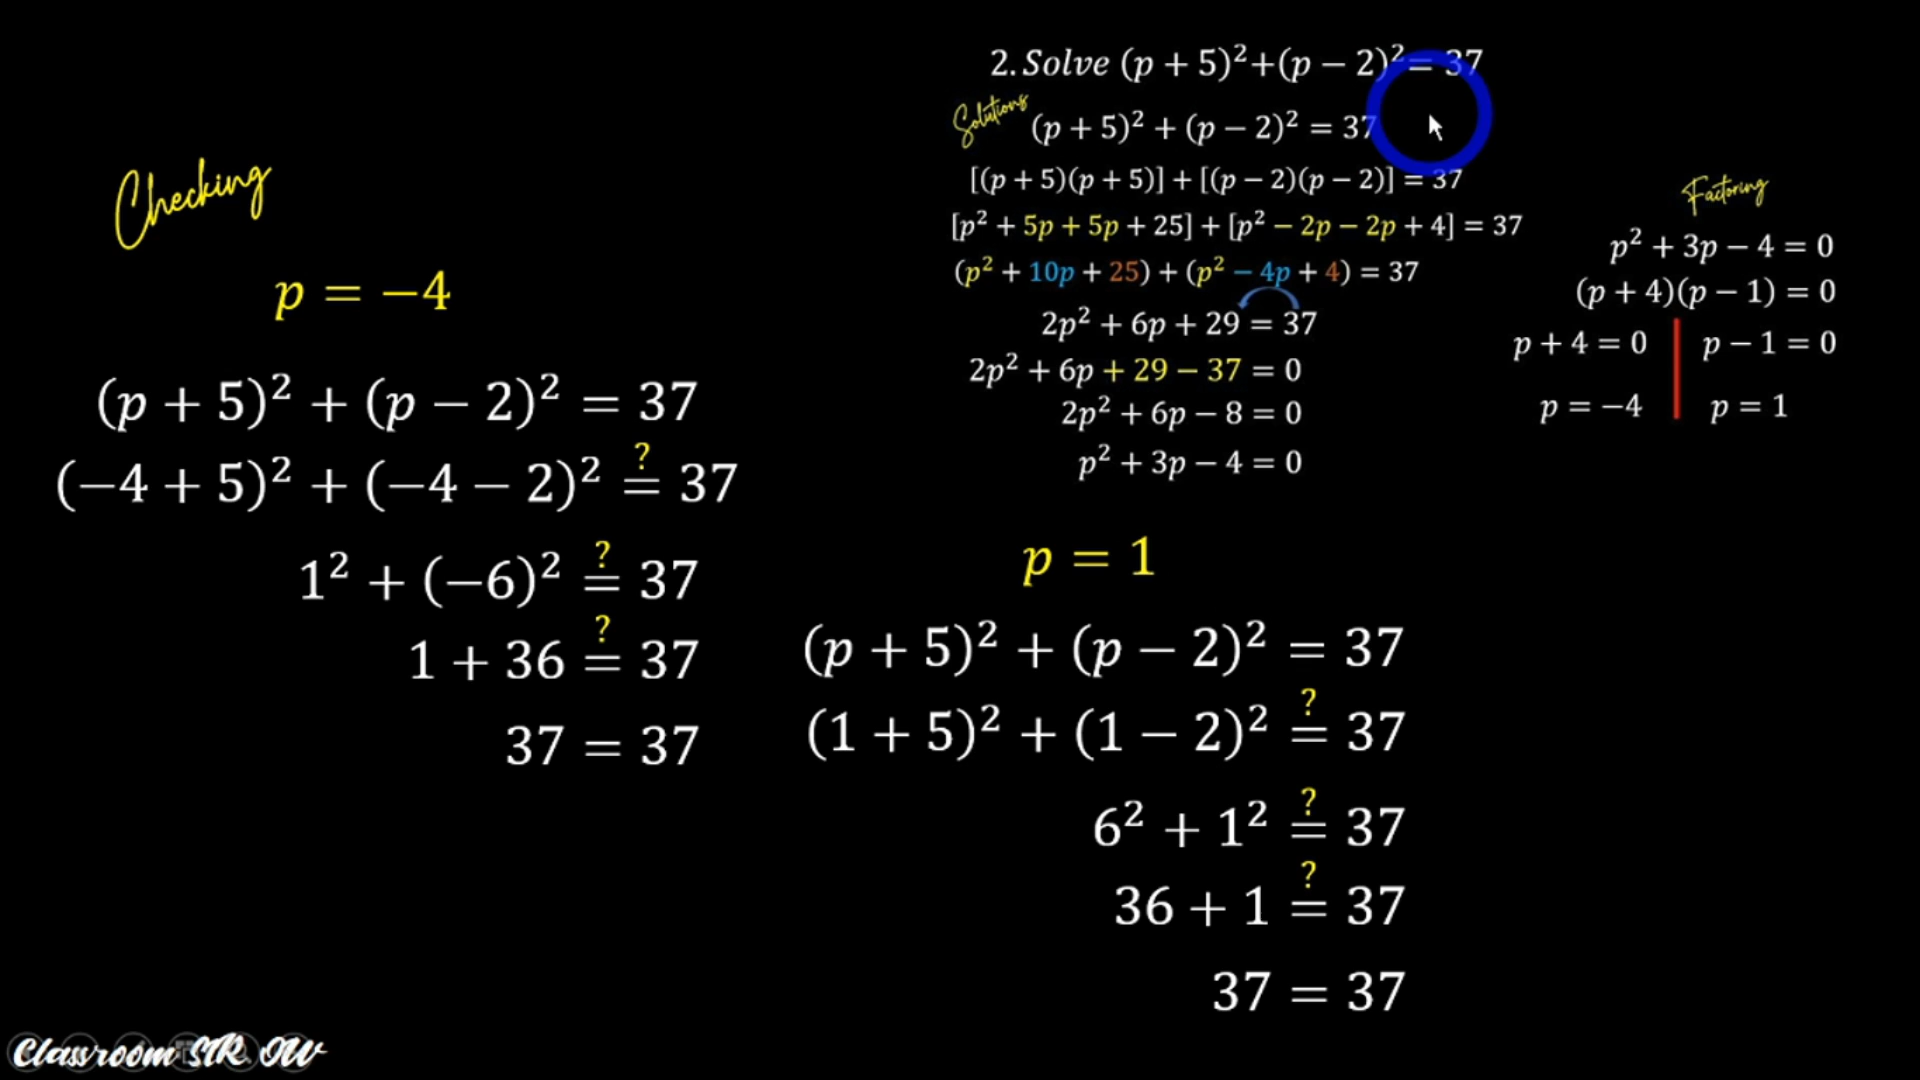 2. Solve (p + 5)²+(p − 2)²= 37
Solutions
(p + 5)² + (p − 2)² = 37
[(p + 5)(p + 5)] + [(p − 2)(p − 2)] = 37
[p² + 5p + 5p + 25] + [p² − 2p − 2p + 4] = 37
(p² + 10p + 25) + (p² − 4p + 4) = 37
2p² + 6p + 29 = 37
2p² + 6p + 29 − 37 = 0
2p² + 6p − 8 = 0
p² + 3p − 4 = 0
Factoring
p² + 3p − 4 = 0
(p + 4)(p − 1) = 0
p + 4 = 0 p − 1 = 0
p = −4 p = 1
Checking
p = −4
(p + 5)² + (p − 2)² = 37
(−4 + 5)² + (−4 − 2)² ≟ 37
1² + (−6)² ≟ 37
1 + 36 ≟ 37
37 = 37
p = 1
(p + 5)² + (p − 2)² = 37
(1 + 5)² + (1 − 2)² ≟ 37
6² + 1² ≟ 37
36 + 1 ≟ 37
37 = 37
Classroom SIR OW